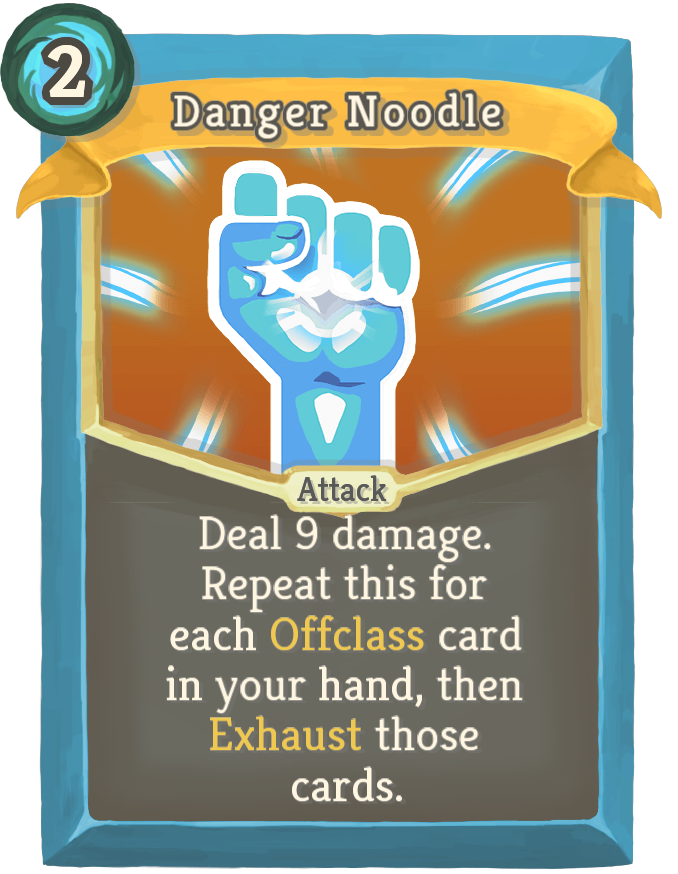 2
Danger Noodle
Attack
Deal 9 damage.
Repeat this for
each Offclass card
in your hand, then
Exhaust those
cards.